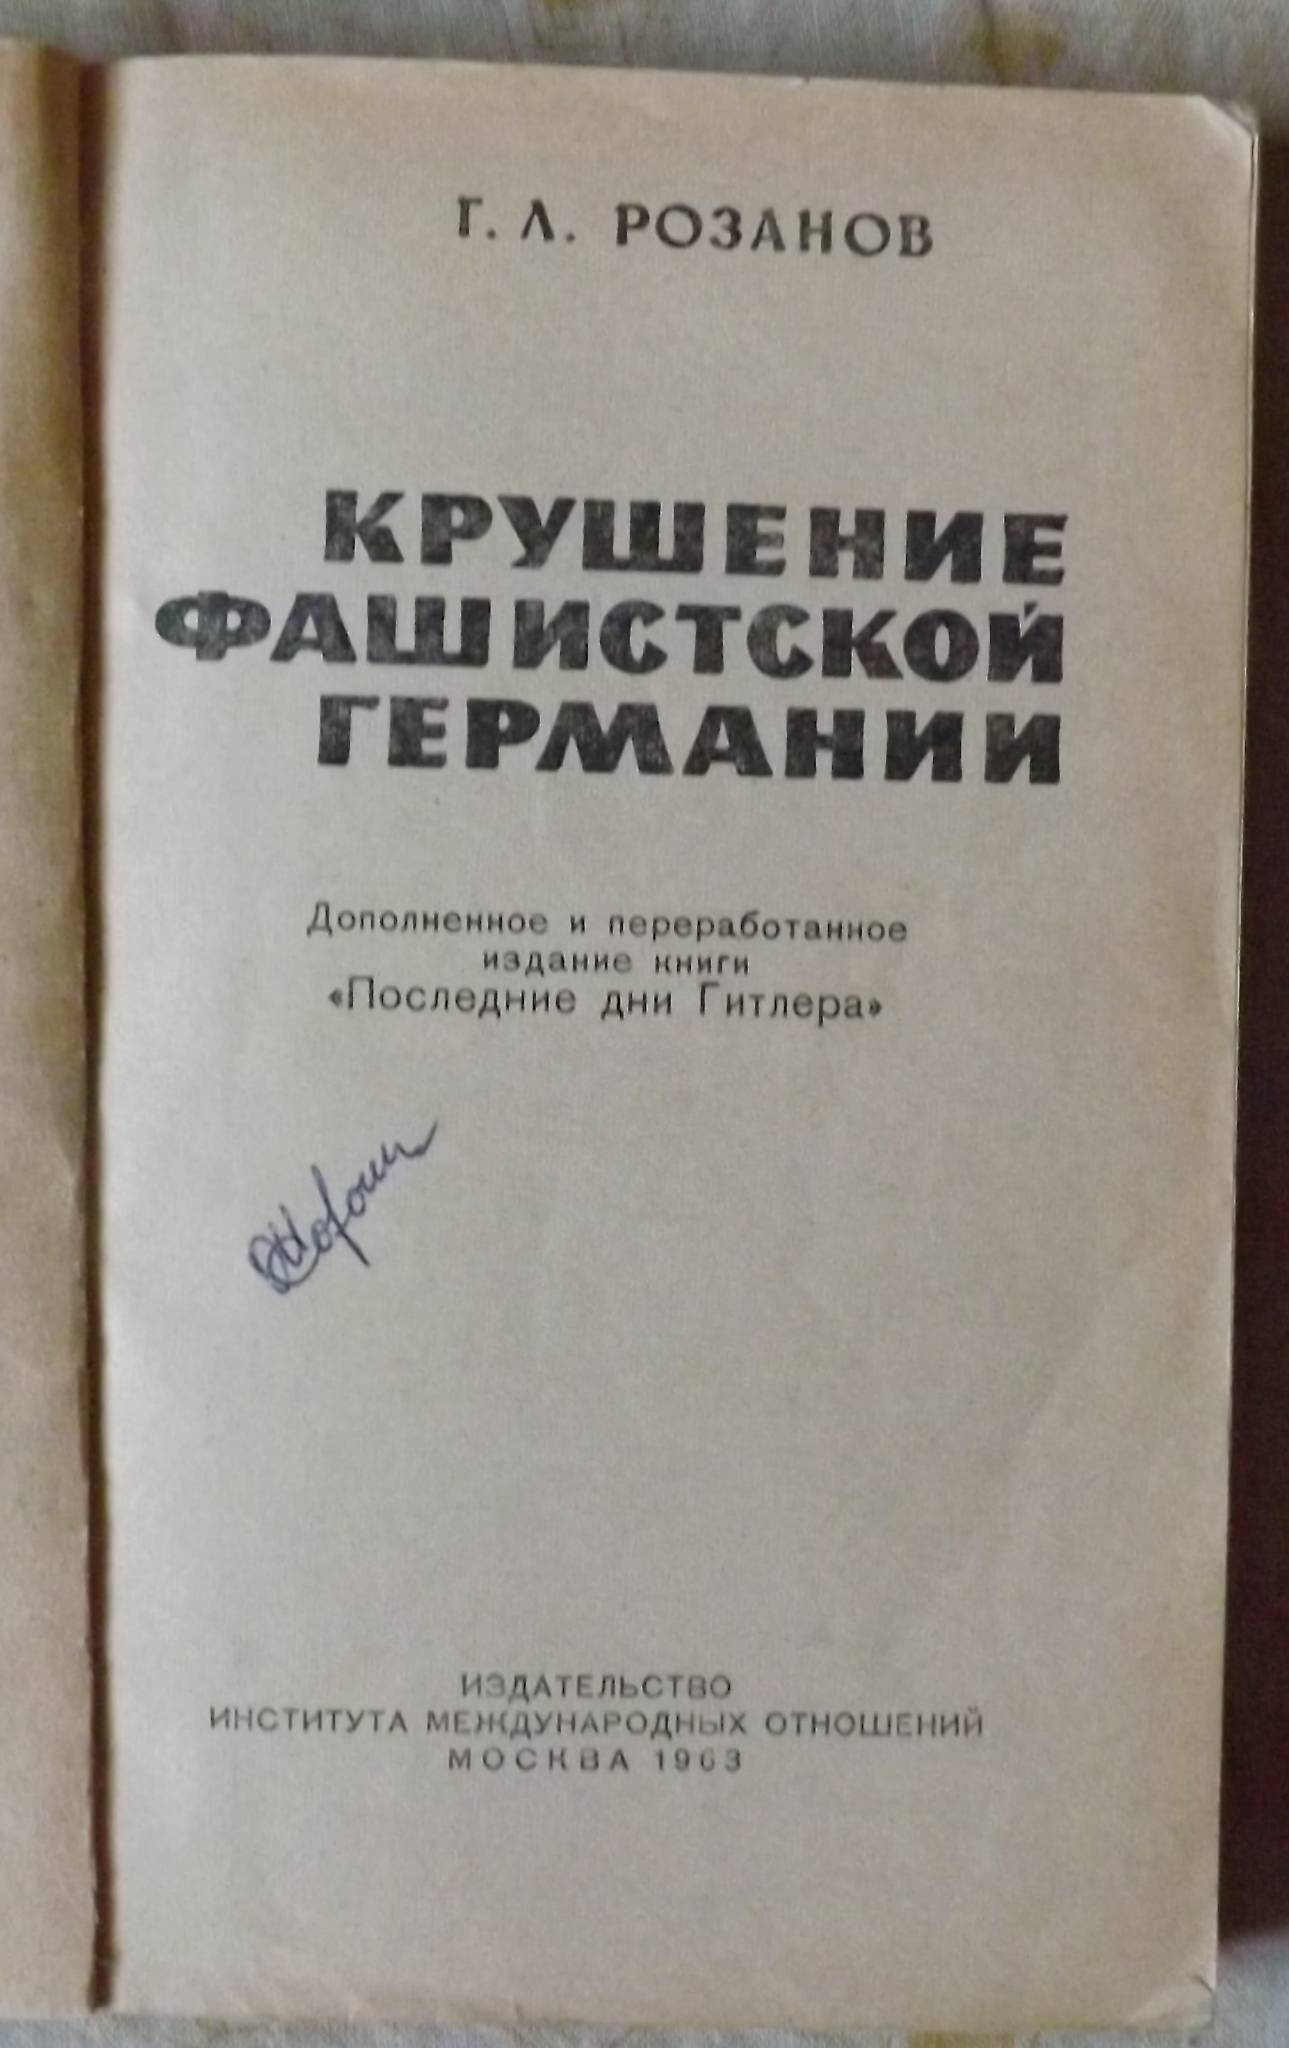 Г. Л. РОЗАНОВ
КРУШЕНИЕ
ФАШИСТСКОЙ
ГЕРМАНИИ
Дополненное и переработанное
издание книги
«Последние дни Гитлера»
ИЗДАТЕЛЬСТВО
ИНСТИТУТА МЕЖДУНАРОДНЫХ ОТНОШЕНИЙ
МОСКВА 1963